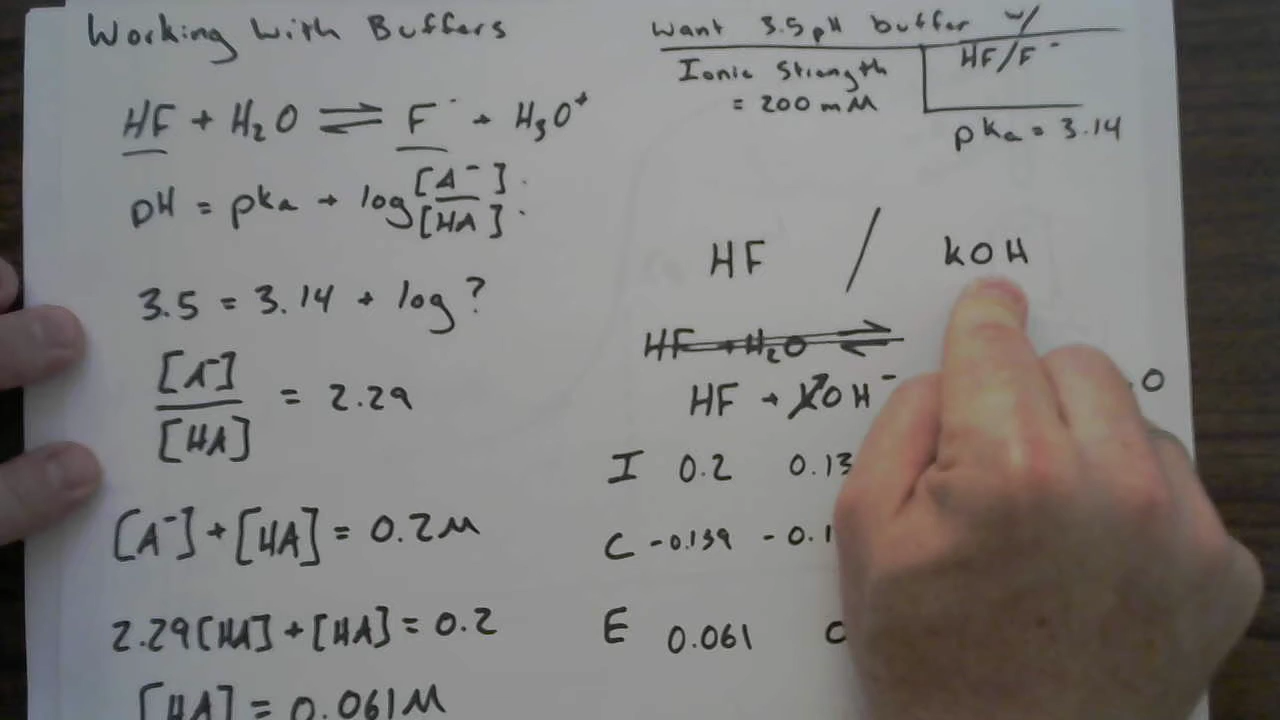 Working with Buffers
HF + H₂O ⇌ F⁻ + H₃O⁺
pH = pKa + log [A⁻] / [HA]
3.5 = 3.14 + log ?
[A⁻] / [HA] = 2.29
[A⁻] + [HA] = 0.2M
2.29[HA] + [HA] = 0.2
[HA] = 0.061M
Want 3.5 pH buffer w/
Ionic Strength
= 200 mM
HF/F⁻
pKa = 3.14
HF / KOH
HF + H₂O ⇌
HF + KOH⁻
O
I 0.2 0.13
C -0.139 -0.1
E 0.061